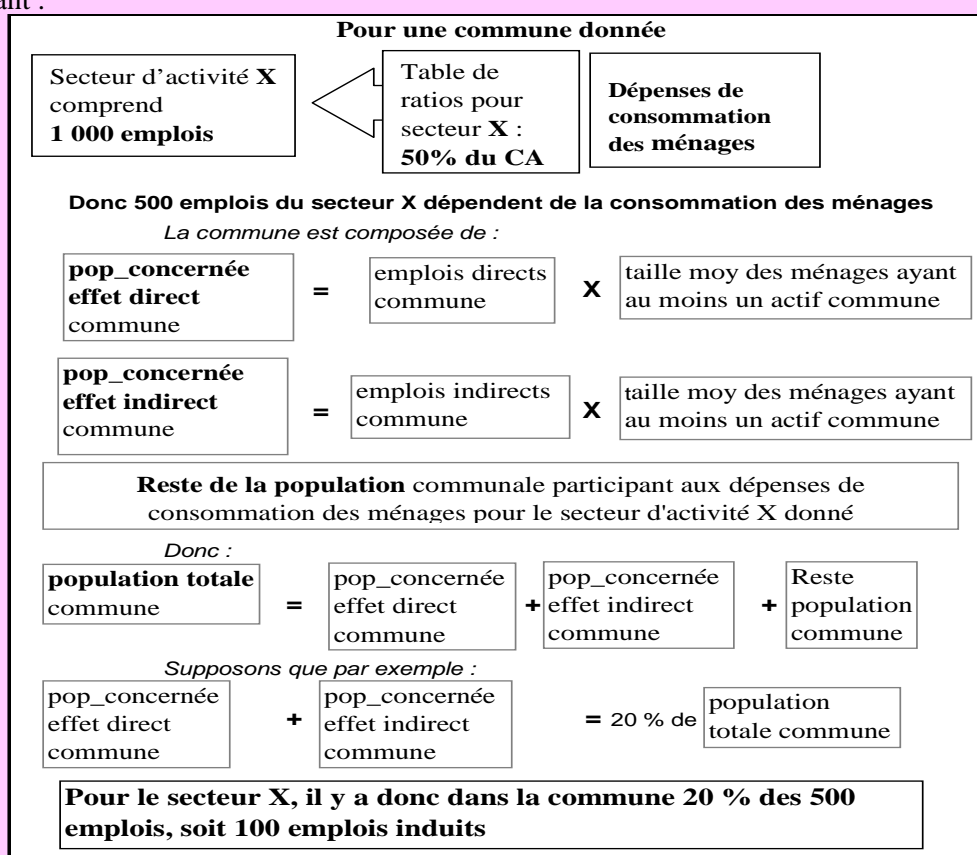 Pour une commune donnée
Secteur d'activité X
comprend
1 000 emplois
Table de
ratios pour
secteur X :
50% du CA
Dépenses de
consommation
des ménages
Donc 500 emplois du secteur X dépendent de la consommation des ménages
La commune est composée de :
pop_concernée
effet direct
commune
=
emplois directs
commune
X
taille moy des ménages ayant
au moins un actif commune
pop_concernée
effet indirect
commune
=
emplois indirects
commune
X
taille moy des ménages ayant
au moins un actif commune
Reste de la population communale participant aux dépenses de
consommation des ménages pour le secteur d'activité X donné
Donc :
population totale
commune
=
pop_concernée
effet direct
commune
+
pop_concernée
effet indirect
commune
+
Reste
population
commune
Supposons que par exemple :
pop_concernée
effet direct
commune
+
pop_concernée
effet indirect
commune
= 20 % de
population
totale commune
Pour le secteur X, il y a donc dans la commune 20 % des 500
emplois, soit 100 emplois induits